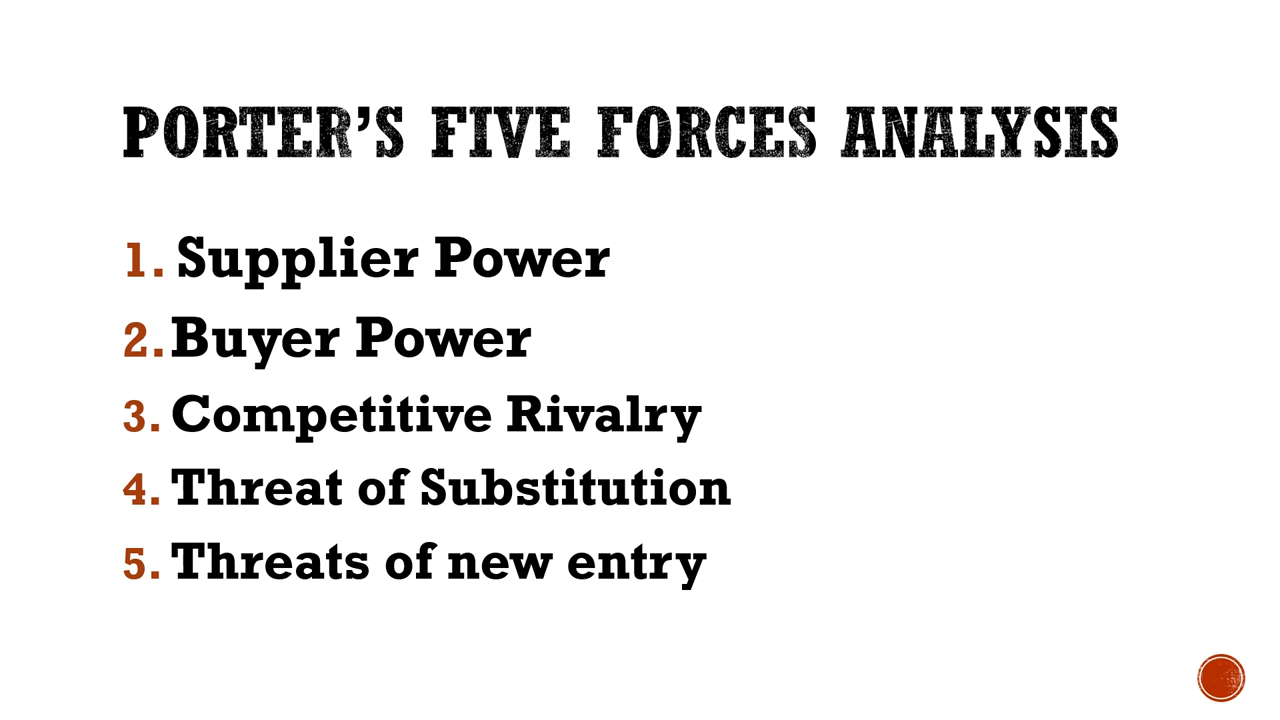 PORTER'S FIVE FORCES ANALYSIS
1. Supplier Power
2. Buyer Power
3. Competitive Rivalry
4. Threat of Substitution
5. Threats of new entry